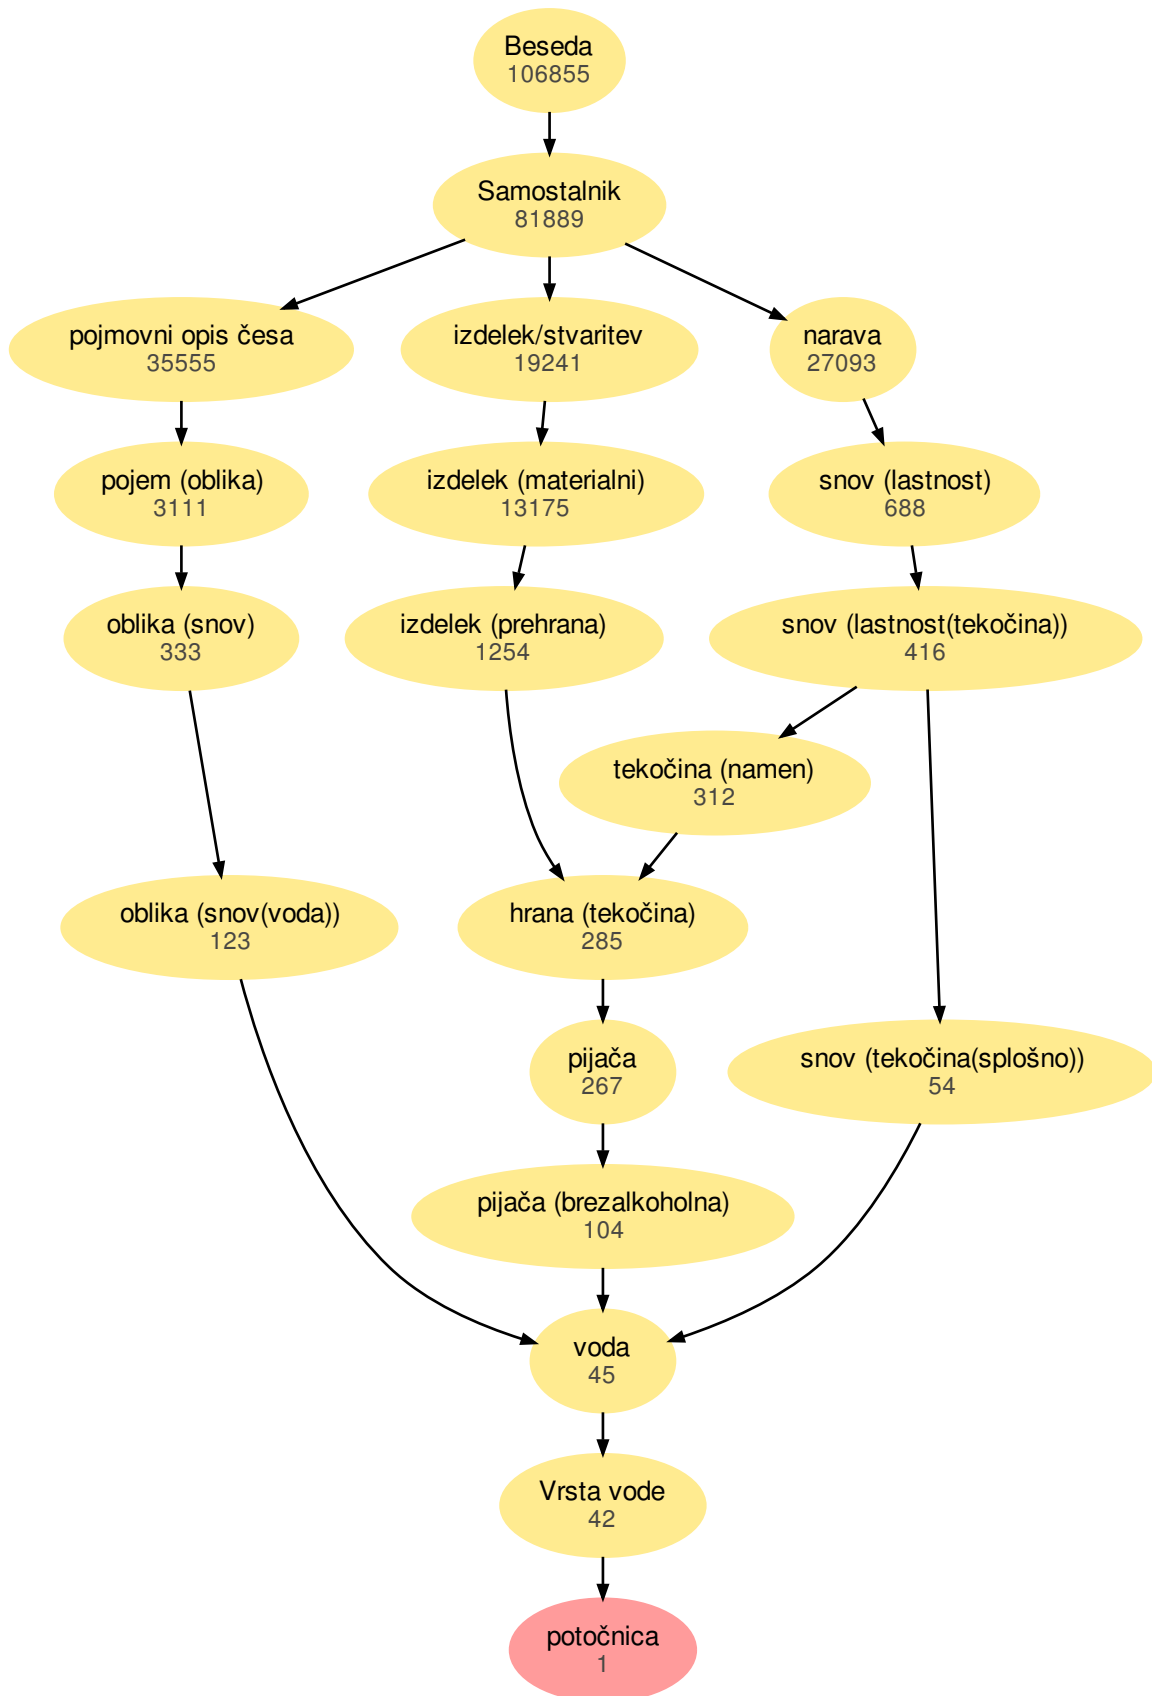 Beseda
106855
Samostalnik
81889
pojmovni opis česa
35555
izdelek/stvaritev
19241
narava
27093
pojem (oblika)
3111
izdelek (materialni)
13175
snov (lastnost)
688
oblika (snov)
333
izdelek (prehrana)
1254
snov (lastnost(tekočina))
416
tekočina (namen)
312
oblika (snov(voda))
123
hrana (tekočina)
285
pijača
267
snov (tekočina(splošno))
54
pijača (brezalkoholna)
104
voda
45
Vrsta vode
42
potočnica
1